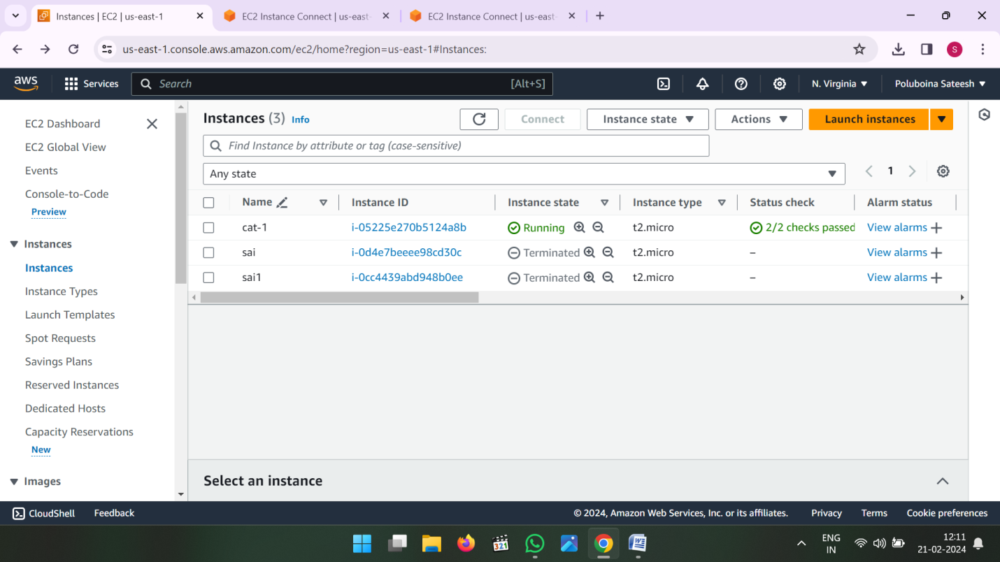 Instances | EC2 | us-east-1
EC2 Instance Connect | us-east-
EC2 Instance Connect | us-east-
us-east-1.console.aws.amazon.com/ec2/home?region=us-east-1#Instances:
S
aws
Services
Search
[Alt+S]
N. Virginia
Poluboina Sateesh
EC2 Dashboard
EC2 Global View
Events
Console-to-Code
Preview
Instances
Instances
Instance Types
Launch Templates
Spot Requests
Savings Plans
Reserved Instances
Dedicated Hosts
Capacity Reservations
New
Images
Instances (3) Info
Connect
Instance state
Actions
Launch instances
Find Instance by attribute or tag (case-sensitive)
Any state
1
Name Instance ID Instance state Instance type Status check Alarm status
cat-1 i-05225e270b5124a8b Running t2.micro 2/2 checks passed View alarms +
sai i-0d4e7beeee98cd30c Terminated t2.micro – View alarms +
sai1 i-0cc4439abd948b0ee Terminated t2.micro – View alarms +
Select an instance
CloudShell Feedback © 2024, Amazon Web Services, Inc. or its affiliates. Privacy Terms Cookie preferences
321
ENG
IN
12:11
21-02-2024